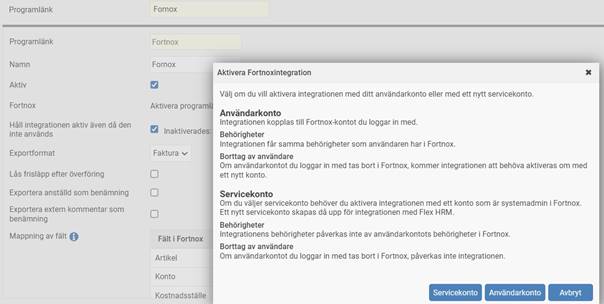 Programlänk Fornox
Programlänk Fortnox
Namn Fornox
Aktiv
Fortnox Aktivera programlä
Håll integrationen aktiv även då den
inte används
Inaktiverades:
Exportformat Faktura
Lås frisläpp efter överföring
Exportera anställd som benämning
Exportera extern kommentar som
benämning
Mappning av fält
Fält i Fortnox
Artikel
Konto
Kostnadsställe
Aktivera Fortnoxintegration
Välj om du vill aktivera integrationen med ditt användarkonto eller med ett nytt servicekonto.
Användarkonto
Integrationen kopplas till Fortnox-kontot du loggar in med.
Behörigheter
Integrationen får samma behörigheter som användaren har i Fortnox.
Borttag av användare
Om användarkontot du loggar in med tas bort i Fortnox, kommer integrationen att behöva aktiveras om med
ett nytt konto.
Servicekonto
Om du väljer servicekonto behöver du aktivera integrationen med ett konto som är systemadmin i Fortnox.
Ett nytt servicekonto skapas då upp för integrationen med Flex HRM.
Behörigheter
Integrationens behörigheter påverkas inte av användarkontots behörigheter i Fortnox.
Borttag av användare
Om användarkontot du loggar in med tas bort i Fortnox, påverkas inte integrationen.
Servicekonto Användarkonto Avbryt